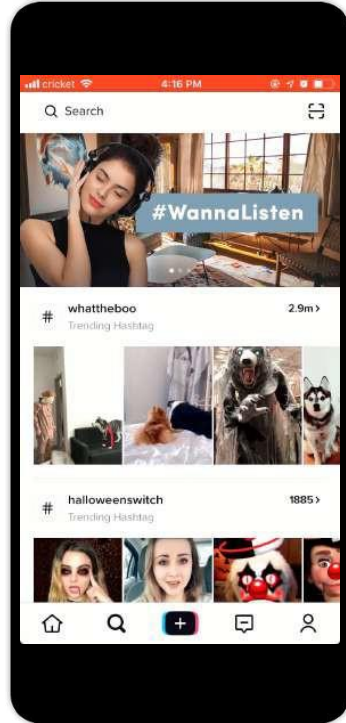 cricket 4:16 PM
Search
#WannaListen
# whattheboo 2.9m >
Trending Hashtag
# halloweenswitch 1885 >
Trending Hashtag